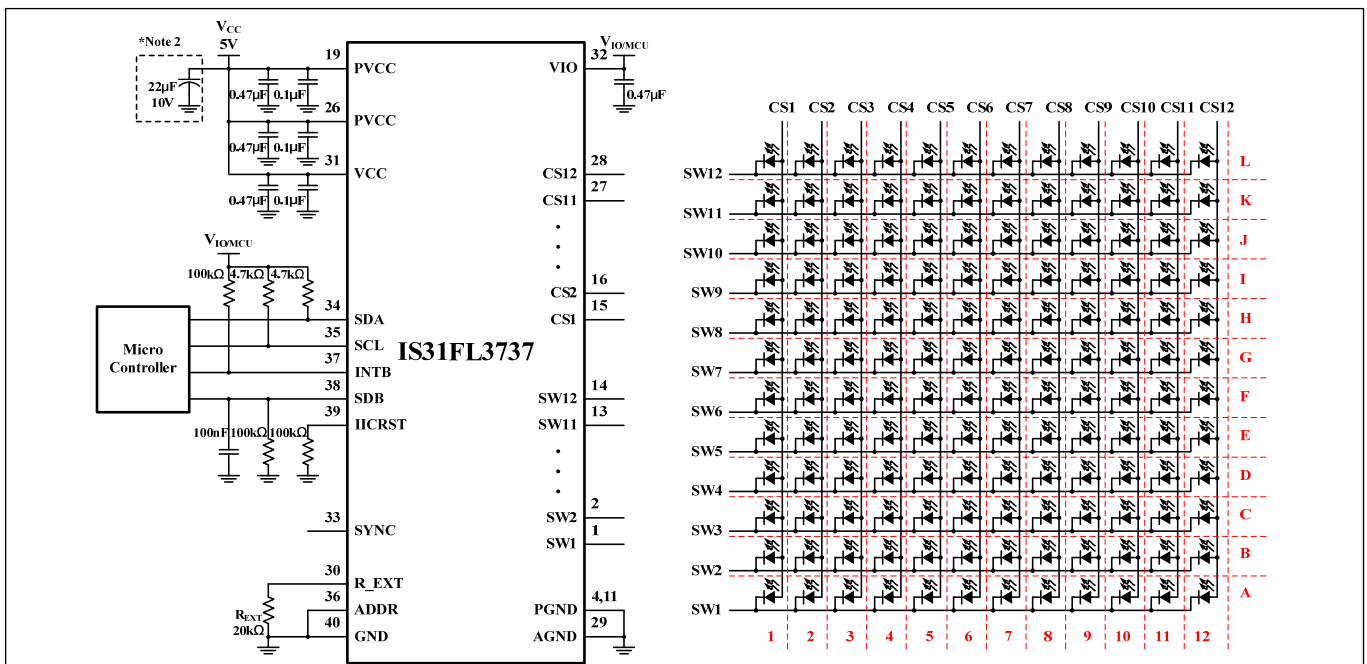 *Note 2
VCC
5V
22μF
10V
0.47μF 0.1μF
0.47μF 0.1μF
0.47μF 0.1μF
19 PVCC
26 PVCC
31 VCC
VIO/MCU
100kΩ 4.7kΩ 4.7kΩ
Micro
Controller
34 SDA
35 SCL
37 INTB
38 SDB
39 IICRST
100nF 100kΩ 100kΩ
33 SYNC
30 R_EXT
36 ADDR
40 GND
REXT
20kΩ
IS31FL3737
VIO/MCU
VIO 32
0.47μF
CS12 28
CS11 27
CS2 16
CS1 15
SW12 14
SW11 13
SW2 2
SW1 1
PGND 4,11
AGND 29
CS1 CS2 CS3 CS4 CS5 CS6 CS7 CS8 CS9 CS10 CS11 CS12
SW12 L
SW11 K
SW10 J
SW9 I
SW8 H
SW7 G
SW6 F
SW5 E
SW4 D
SW3 C
SW2 B
SW1 A
1 2 3 4 5 6 7 8 9 10 11 12